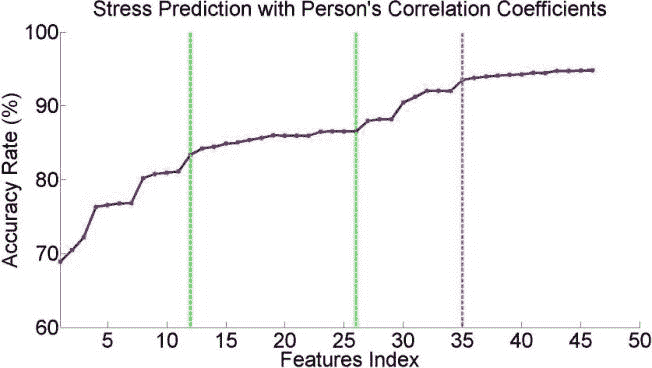 Stress Prediction with Person's Correlation Coefficients
100
90
80
70
60
Accuracy Rate (%)
5 10 15 20 25 30 35 40 45 50
Features Index